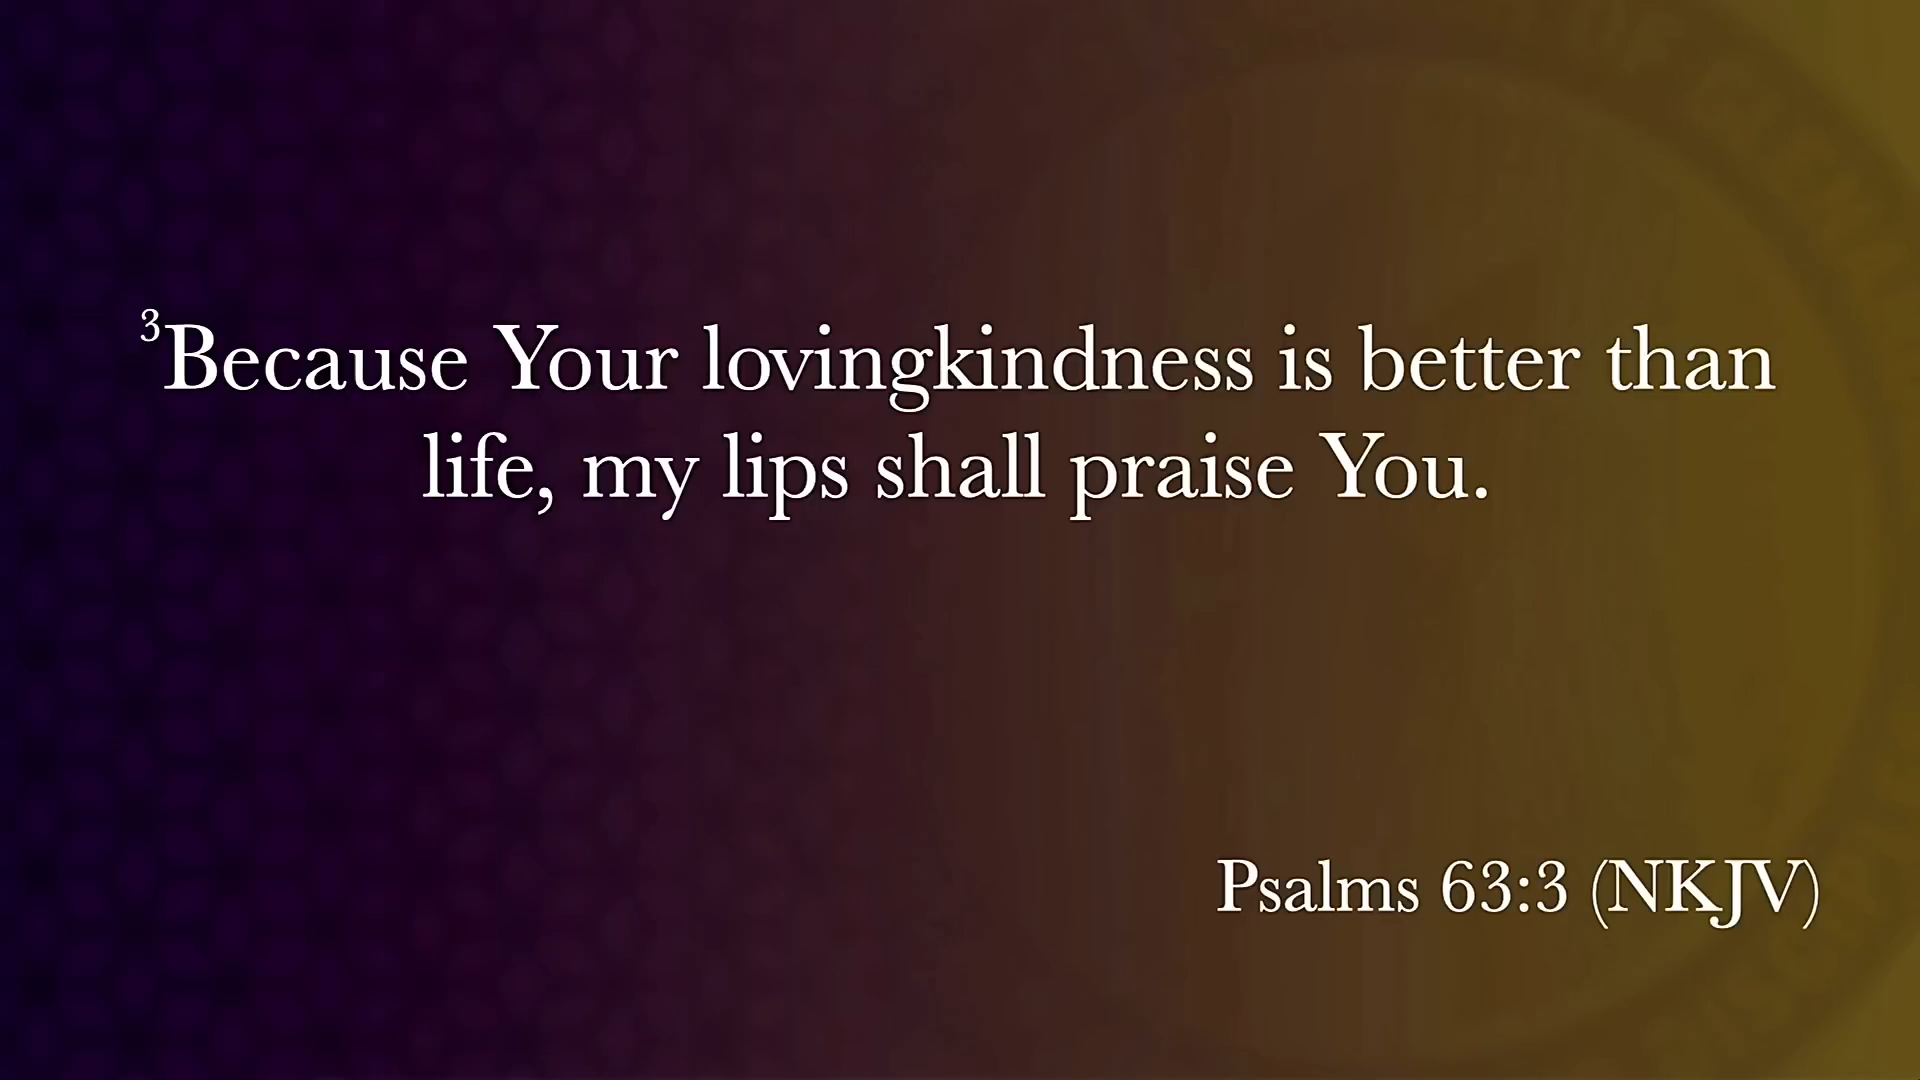 ³Because Your lovingkindness is better than
life, my lips shall praise You.
Psalms 63:3 (NKJV)